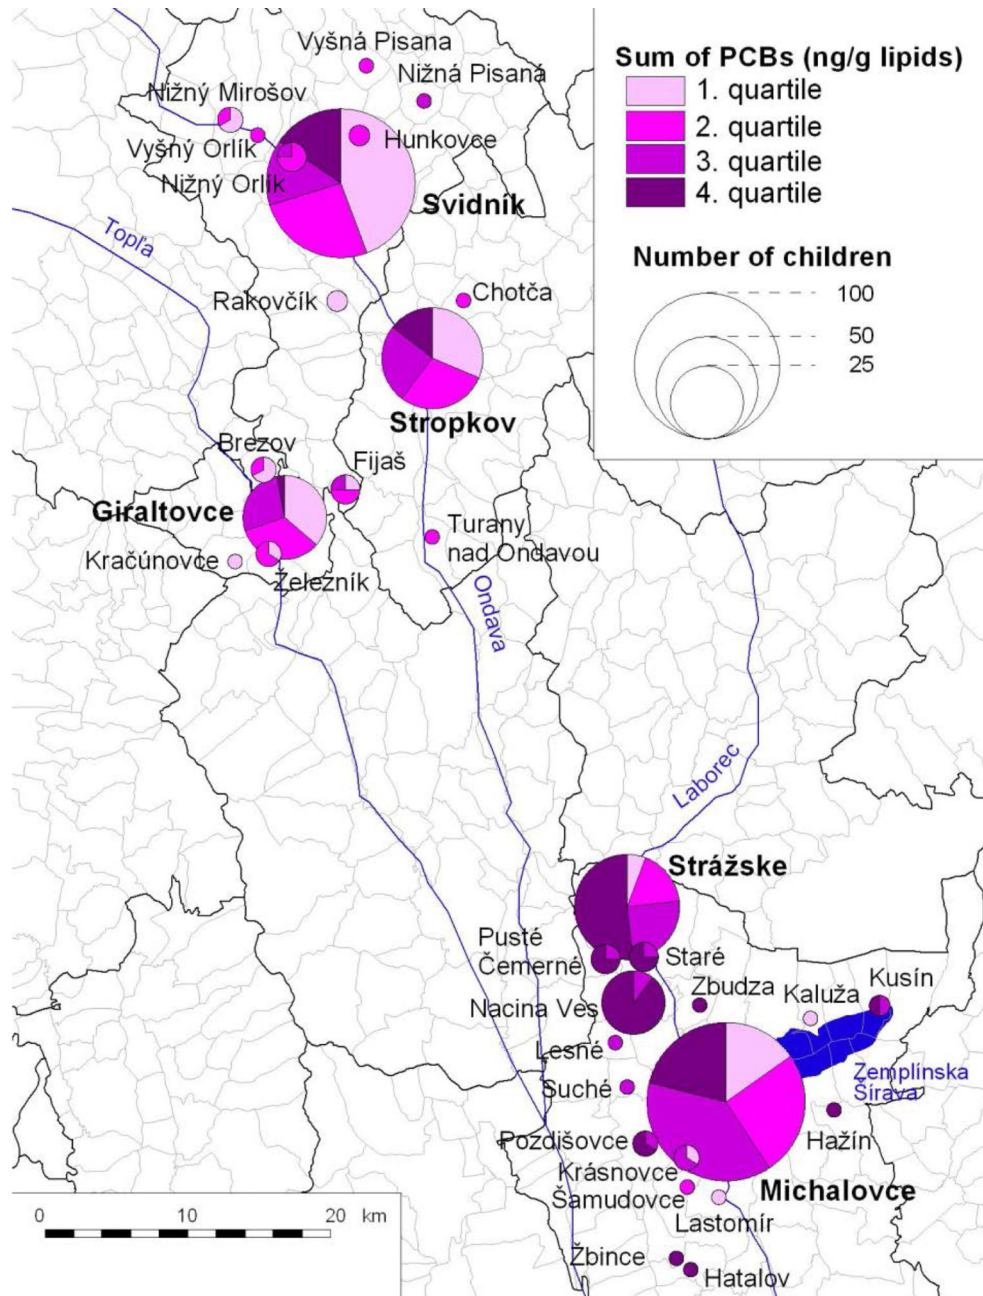 Vyšná Pisana
Nižná Pisaná
Nižný Mirošov
Hunkovce
Vyšný Orlík
Nižný Orlík
Svidník
Topľa
Rakovčík
Chotča
Stropkov
Brezov
Fijaš
Giraltovce
Turany
nad Ondavou
Kračúnovce
Železník
Ondava
Laborec
Strážske
Pusté
Čemerné
Staré
Nacina Ves
Zbudza
Kaluža
Kusín
Lesné
Zemplínska
Šírava
Suché
Hažín
Pozdišovce
Krásnovce
Michalovce
Šamudovce
Lastomír
Žbince
Hatalov
Sum of PCBs (ng/g lipids)
1. quartile
2. quartile
3. quartile
4. quartile
Number of children
100
50
25
0 10 20 km